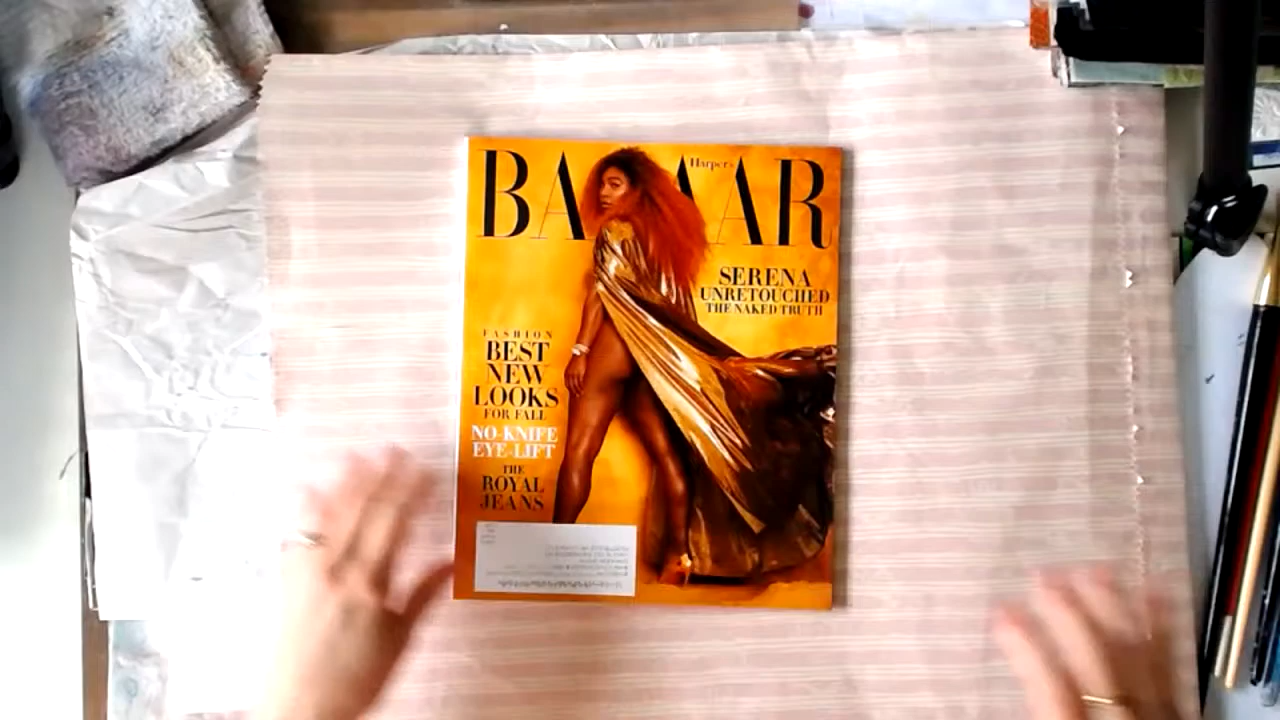 Harper's
BAZAAR
SERENA
UNRETOUCHED
THE NAKED TRUTH
FASHION
BEST
NEW
LOOKS
FOR FALL
NO-KNIFE
EYE-LIFT
THE
ROYAL
JEANS